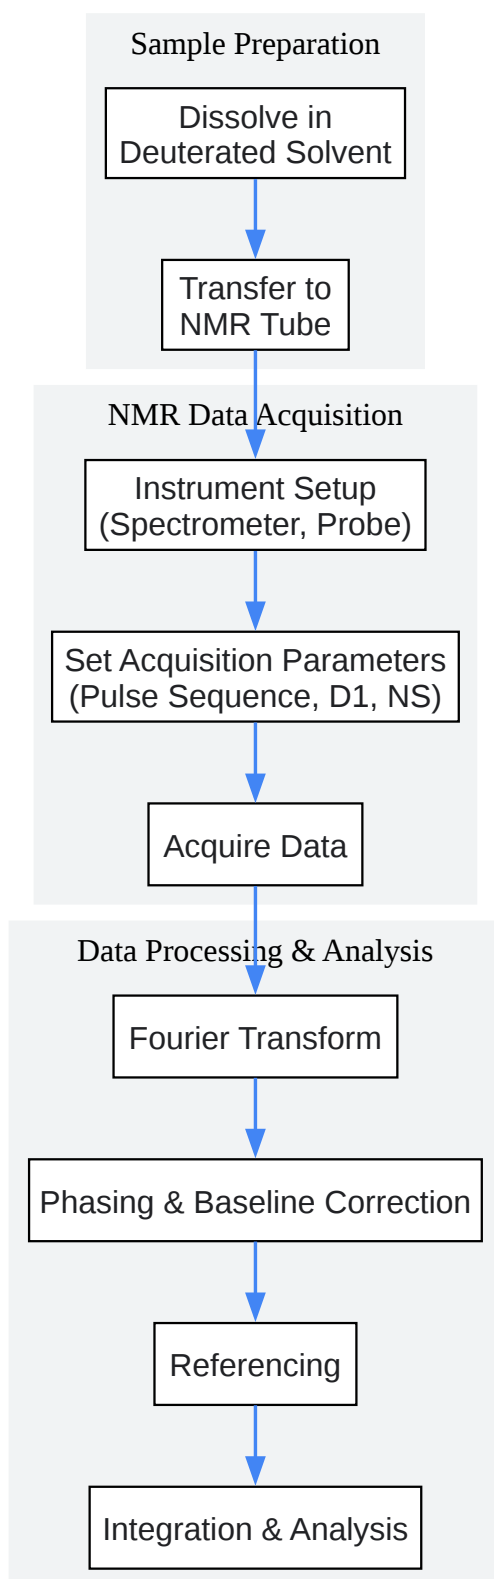 Sample Preparation
Dissolve in
Deuterated Solvent
Transfer to
NMR Tube
NMR Data Acquisition
Instrument Setup
(Spectrometer, Probe)
Set Acquisition Parameters
(Pulse Sequence, D1, NS)
Acquire Data
Data Processing & Analysis
Fourier Transform
Phasing & Baseline Correction
Referencing
Integration & Analysis